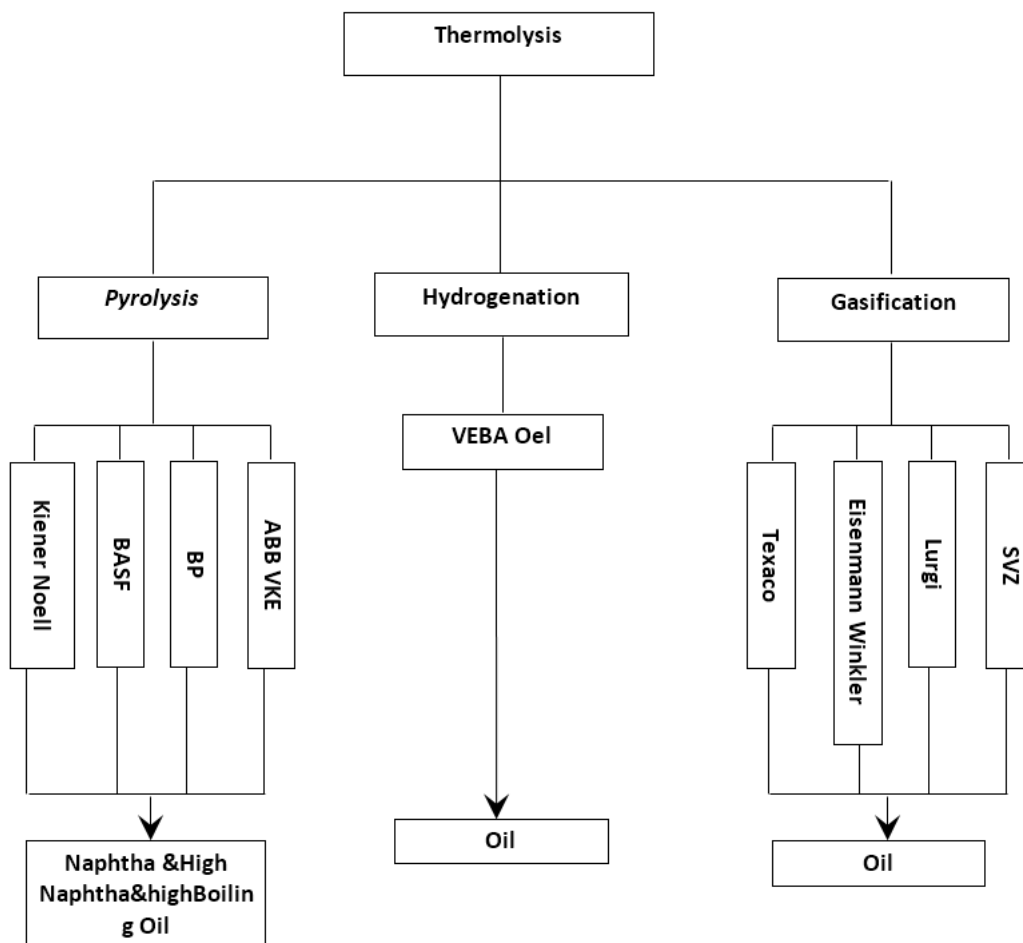 Thermolysis
Pyrolysis
Hydrogenation
Gasification
VEBA Oel
Kiener Noell
BASF
BP
ABB VKE
Texaco
Eisenmann Winkler
Lurgi
SVZ
Naphtha &High
Naphtha&highBoilin
g Oil
Oil
Oil